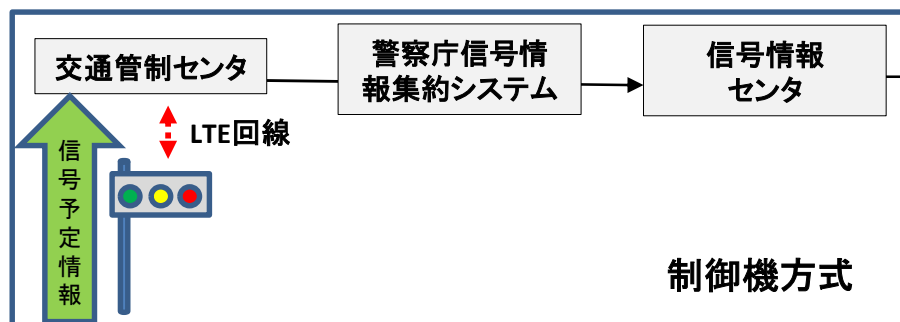 交通管制センタ
警察庁信号情
報集約システム
信号情報
センタ
LTE回線
信号予定情報
制御機方式